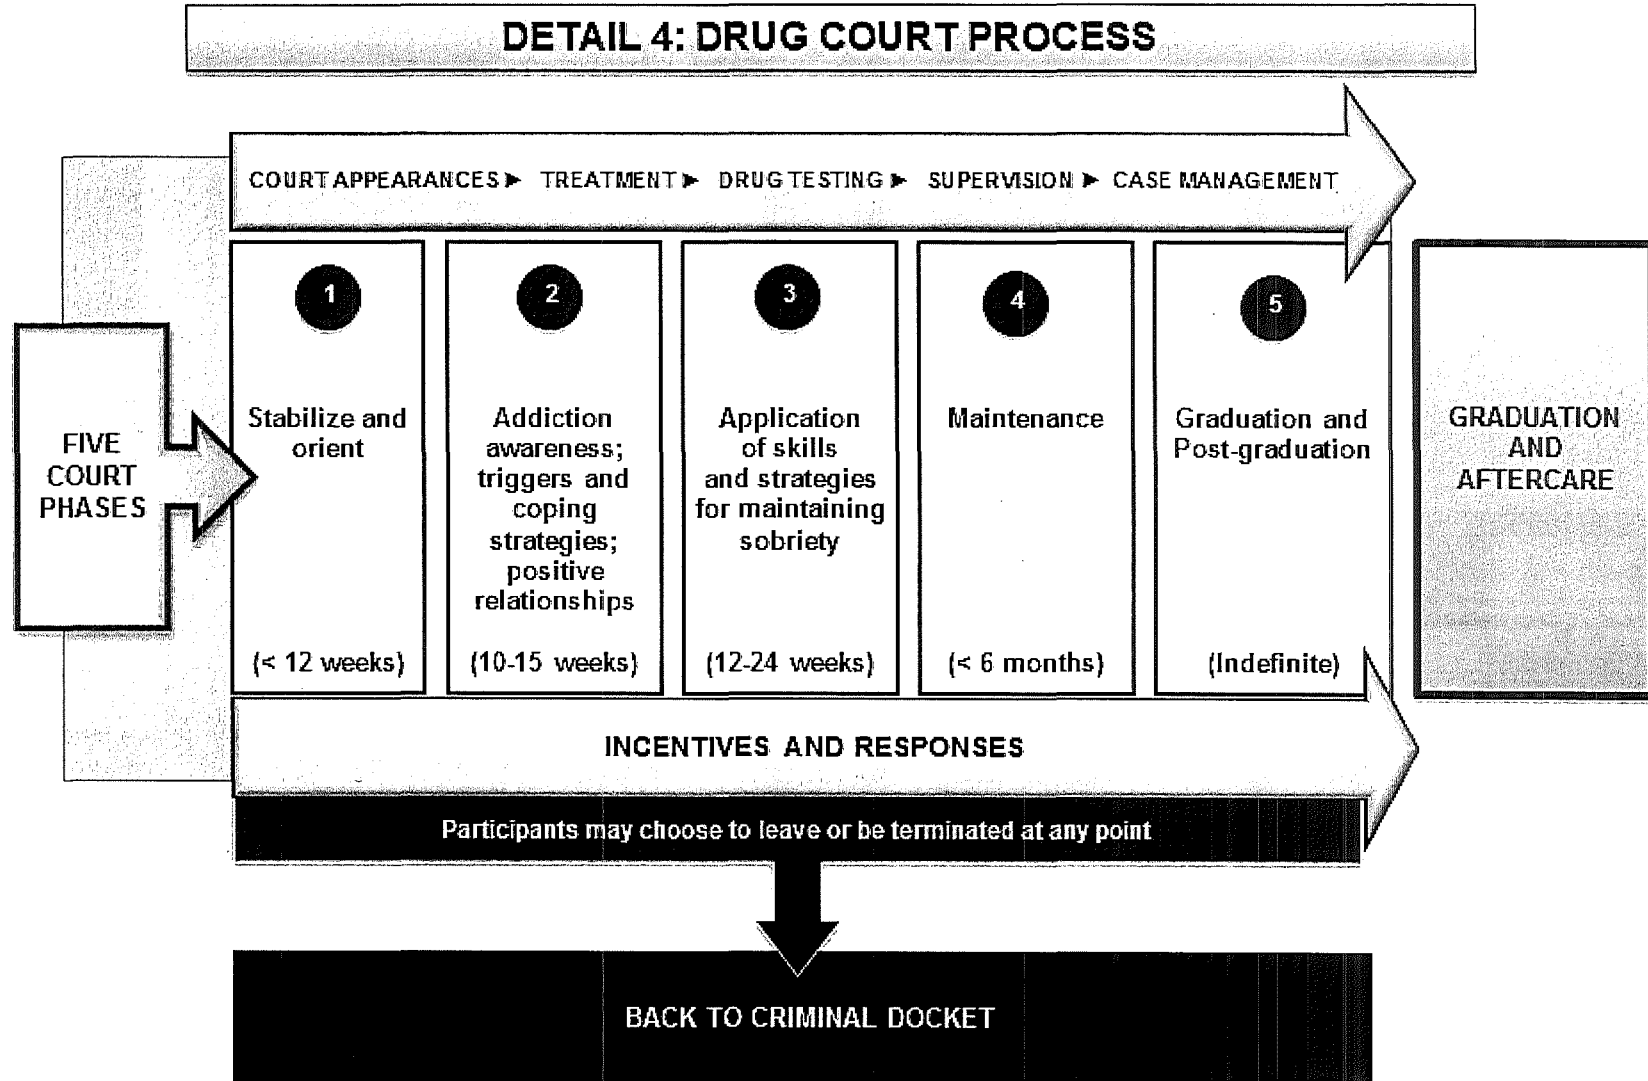 DETAIL 4: DRUG COURT PROCESS
COURT APPEARANCES ► TREATMENT ► DRUG TESTING ► SUPERVISION ► CASE MANAGEMENT
FIVE
COURT
PHASES
1
Stabilize and
orient
(< 12 weeks)
2
Addiction
awareness;
triggers and
coping
strategies;
positive
relationships
(10-15 weeks)
3
Application
of skills
and strategies
for maintaining
sobriety
(12-24 weeks)
4
Maintenance
(< 6 months)
5
Graduation and
Post-graduation
(Indefinite)
GRADUATION
AND
AFTERCARE
INCENTIVES AND RESPONSES
Participants may choose to leave or be terminated at any point
BACK TO CRIMINAL DOCKET